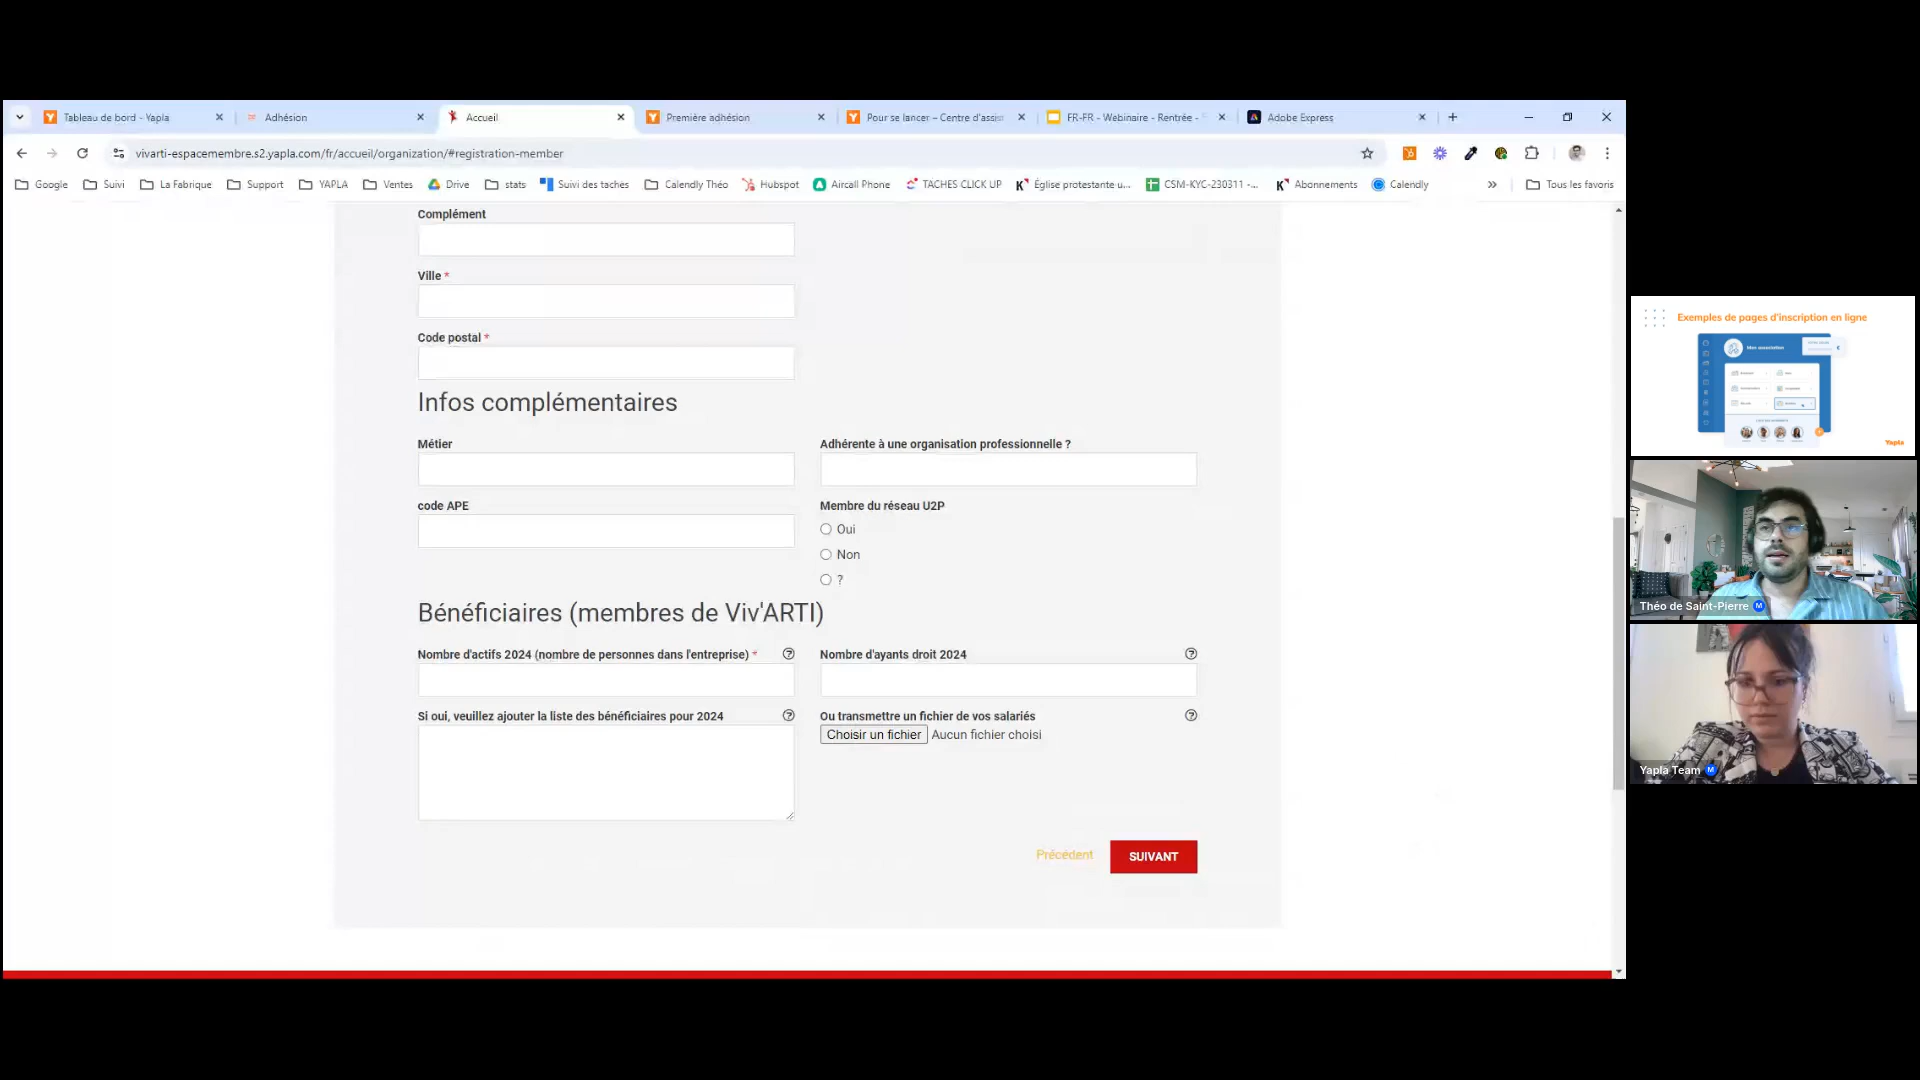 Tableau de bord - Yapla
Adhésion
Accueil
Première adhésion
Pour se lancer – Centre d'assis
FR-FR - Webinaire - Rentrée -
Adobe Express
vivarti-espacemembre.s2.yapla.com/fr/accueil/organization/#registration-member
Google
Suivi
La Fabrique
Support
YAPLA
Ventes
Drive
stats
Suivi des taches
Calendly Théo
Hubspot
Aircall Phone
TACHES CLICK UP
Église protestante u...
CSM-KYC-230311 -...
Abonnements
Calendly
Tous les favoris
Complément
Ville *
Code postal *
Infos complémentaires
Métier
Adhérente à une organisation professionnelle ?
code APE
Membre du réseau U2P
Oui
Non
?
Bénéficiaires (membres de Viv'ARTI)
Nombre d'actifs 2024 (nombre de personnes dans l'entreprise) *
Nombre d'ayants droit 2024
Si oui, veuillez ajouter la liste des bénéficiaires pour 2024
Ou transmettre un fichier de vos salariés
Choisir un fichier Aucun fichier choisi
Précédent
SUIVANT
Exemples de pages d'inscription en ligne
Mon association
Yapla
Théo de Saint-Pierre M
Yapla Team M